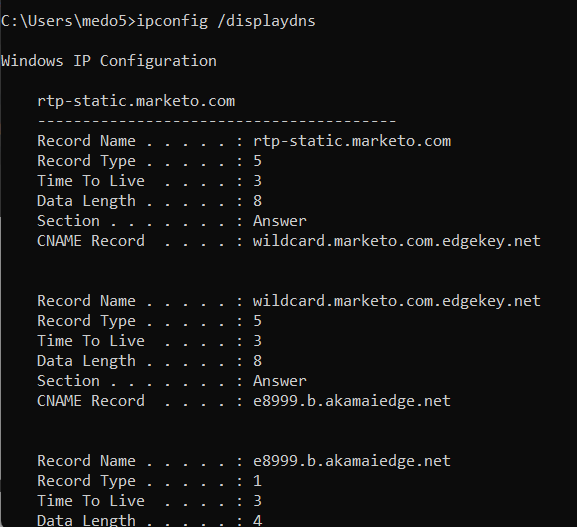 C:\Users\medo5>ipconfig /displaydns
Windows IP Configuration
rtp-static.marketo.com
----------------------------------------
Record Name . . . . . : rtp-static.marketo.com
Record Type . . . . . : 5
Time To Live  . . . . : 3
Data Length . . . . . : 8
Section . . . . . . . : Answer
CNAME Record  . . . . : wildcard.marketo.com.edgekey.net
Record Name . . . . . : wildcard.marketo.com.edgekey.net
Record Type . . . . . : 5
Time To Live  . . . . : 3
Data Length . . . . . : 8
Section . . . . . . . : Answer
CNAME Record  . . . . : e8999.b.akamaiedge.net
Record Name . . . . . : e8999.b.akamaiedge.net
Record Type . . . . . : 1
Time To Live  . . . . : 3
Data Length . . . . . : 4